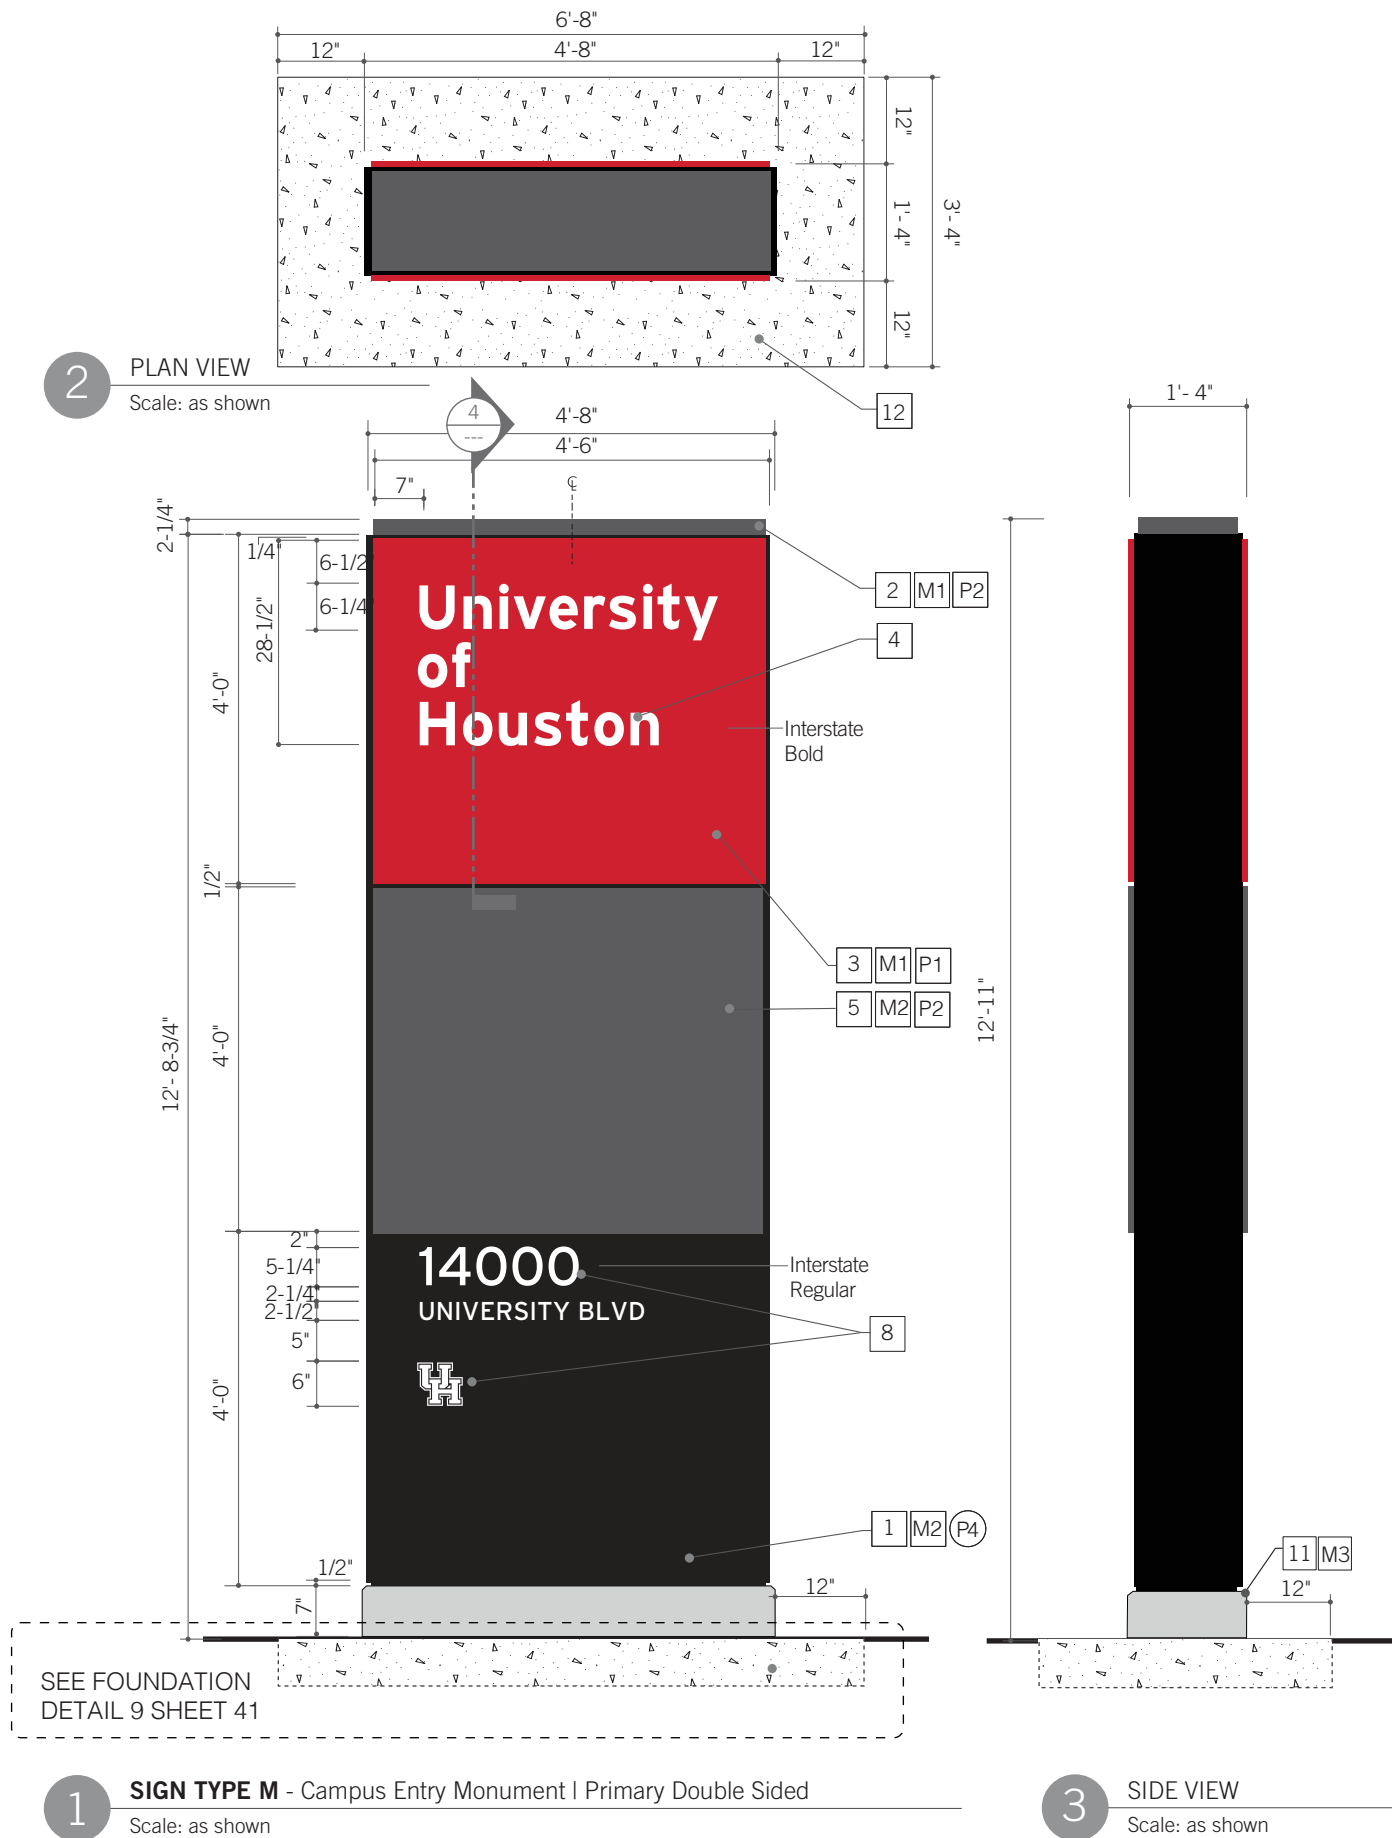 6'-8"
12"
4'-8"
12"
12"
1'- 4"
3'- 4"
12"
2
PLAN VIEW
Scale: as shown
12
4
---
4'-8"
4'-6"
7"
℄
1'- 4"
2-1/4"
1/4"
6-1/2"
6-1/4"
28-1/2"
4'-0"
University
of
Houston
2 M1 P2
4
Interstate
Bold
1/2"
3 M1 P1
5 M2 P2
12'- 8-3/4"
4'-0"
12'-11"
2"
5-1/4"
2-1/4"
2-1/2"
5"
6"
4'-0"
14000
UNIVERSITY BLVD
UH
Interstate
Regular
8
1 M2 P4
1/2"
7"
12"
11 M3
12"
SEE FOUNDATION
DETAIL 9 SHEET 41
1
SIGN TYPE M - Campus Entry Monument | Primary Double Sided
Scale: as shown
3
SIDE VIEW
Scale: as shown